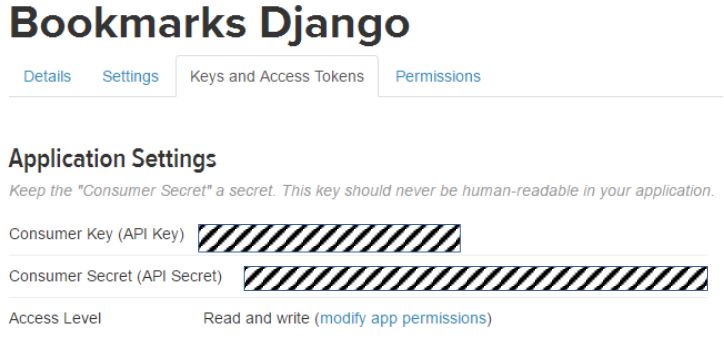 Bookmarks Django
Details Settings Keys and Access Tokens Permissions
Application Settings
Keep the "Consumer Secret" a secret. This key should never be human-readable in your application.
Consumer Key (API Key)
Consumer Secret (API Secret)
Access Level Read and write (modify app permissions)